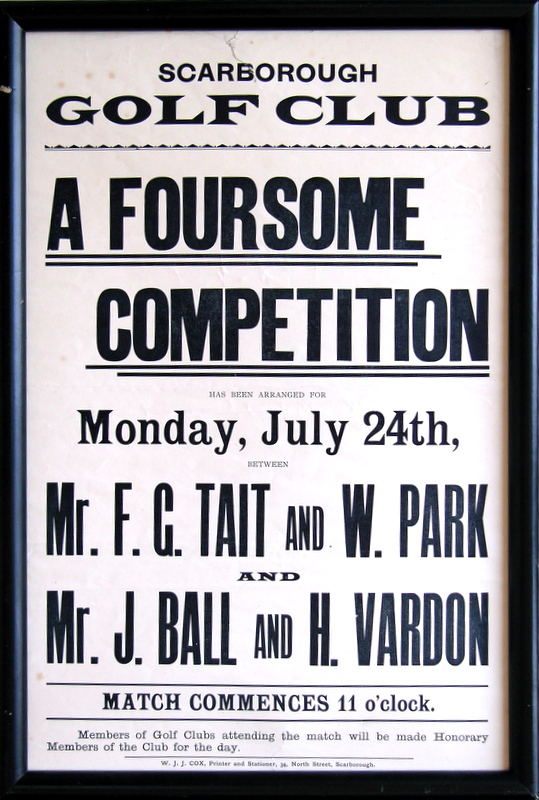 SCARBOROUGH
GOLF CLUB
A FOURSOME
COMPETITION
HAS BEEN ARRANGED FOR
Monday, July 24th,
BETWEEN
Mr. F. G. TAIT AND W. PARK
AND
Mr. J. BALL AND H. VARDON
MATCH COMMENCES 11 o'clock.
Members of Golf Clubs attending the match will be made Honorary
Members of the Club for the day.
W. J. J. COX, Printer and Stationer, 34, North Street, Scarborough.